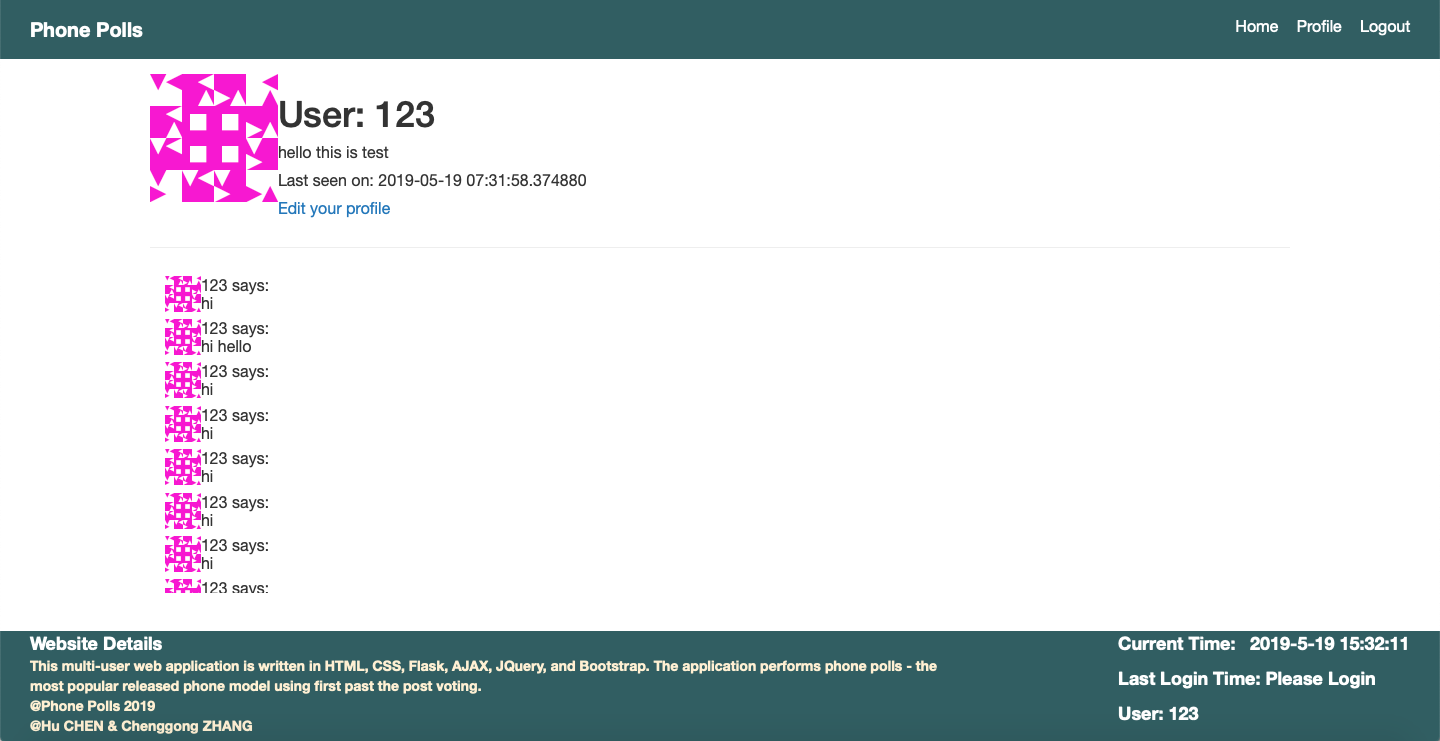 Phone Polls
Home Profile Logout
User: 123
hello this is test
Last seen on: 2019-05-19 07:31:58.374880
Edit your profile
123 says:
hi
123 says:
hi hello
123 says:
hi
123 says:
hi
123 says:
hi
123 says:
hi
123 says:
hi
123 says:
Website Details
This multi-user web application is written in HTML, CSS, Flask, AJAX, JQuery, and Bootstrap. The application performs phone polls - the
most popular released phone model using first past the post voting.
@Phone Polls 2019
@Hu CHEN & Chenggong ZHANG
Current Time: 2019-5-19 15:32:11
Last Login Time: Please Login
User: 123